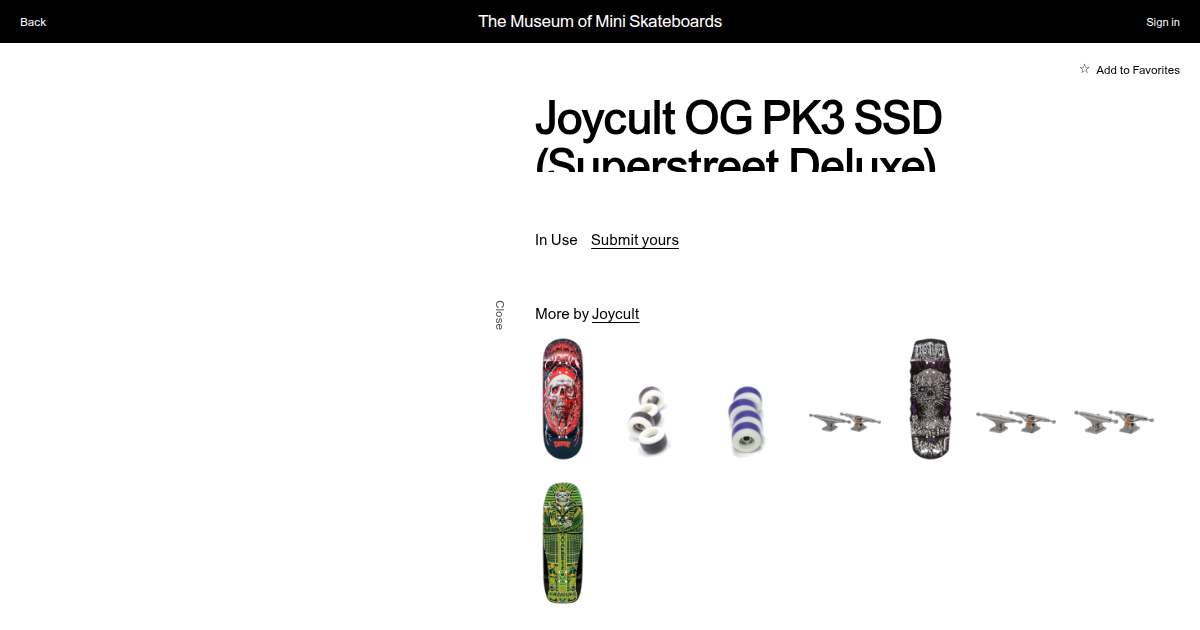 Back
The Museum of Mini Skateboards
Sign in
☆ Add to Favorites
Joycult OG PK3 SSD
(Superstreet Deluxe)
In Use Submit yours
Close
More by Joycult